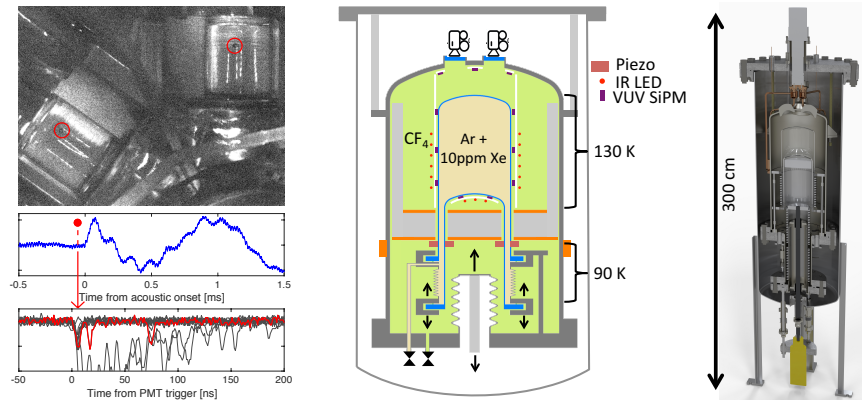 -0.5 0 0.5 1 1.5
Time from acoustic onset [ms]
-50 0 50 100 150 200
Time from PMT trigger [ns]
CF4
Ar +
10ppm Xe
Piezo
IR LED
VUV SiPM
130 K
90 K
300 cm